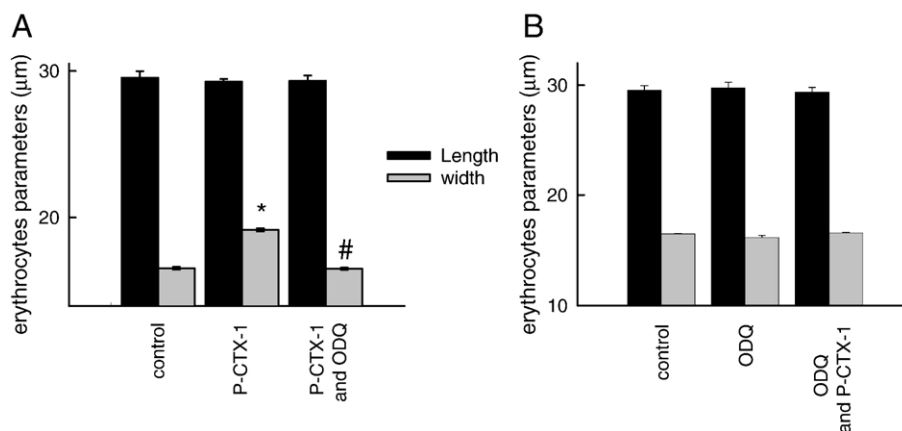 A
erythrocytes parameters (μm)
30
20
*
#
control
P-CTX-1
P-CTX-1
and ODQ
Length
width
B
erythrocytes parameters (μm)
30
20
10
control
ODQ
ODQ
and P-CTX-1